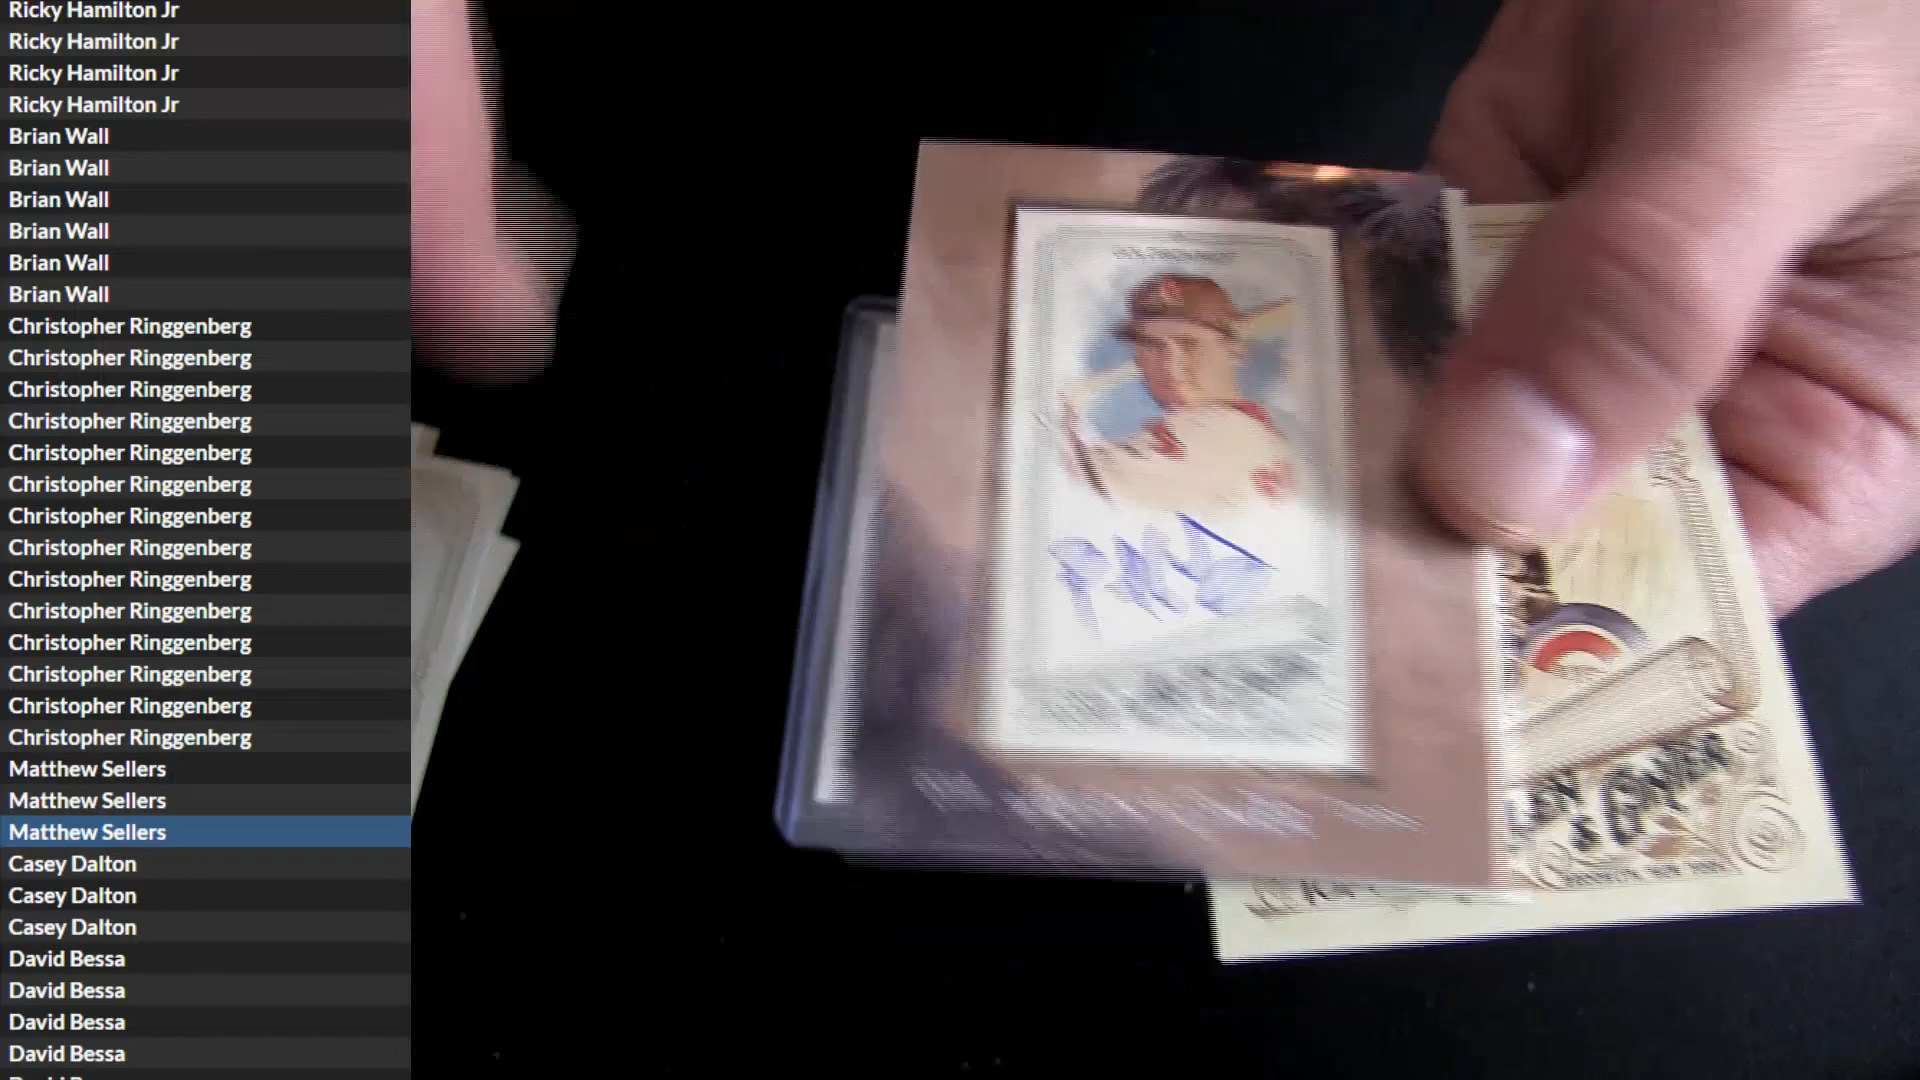 Ricky Hamilton Jr
Ricky Hamilton Jr
Ricky Hamilton Jr
Ricky Hamilton Jr
Brian Wall
Brian Wall
Brian Wall
Brian Wall
Brian Wall
Brian Wall
Christopher Ringgenberg
Christopher Ringgenberg
Christopher Ringgenberg
Christopher Ringgenberg
Christopher Ringgenberg
Christopher Ringgenberg
Christopher Ringgenberg
Christopher Ringgenberg
Christopher Ringgenberg
Christopher Ringgenberg
Christopher Ringgenberg
Christopher Ringgenberg
Christopher Ringgenberg
Christopher Ringgenberg
Matthew Sellers
Matthew Sellers
Matthew Sellers
Casey Dalton
Casey Dalton
Casey Dalton
David Bessa
David Bessa
David Bessa
David Bessa